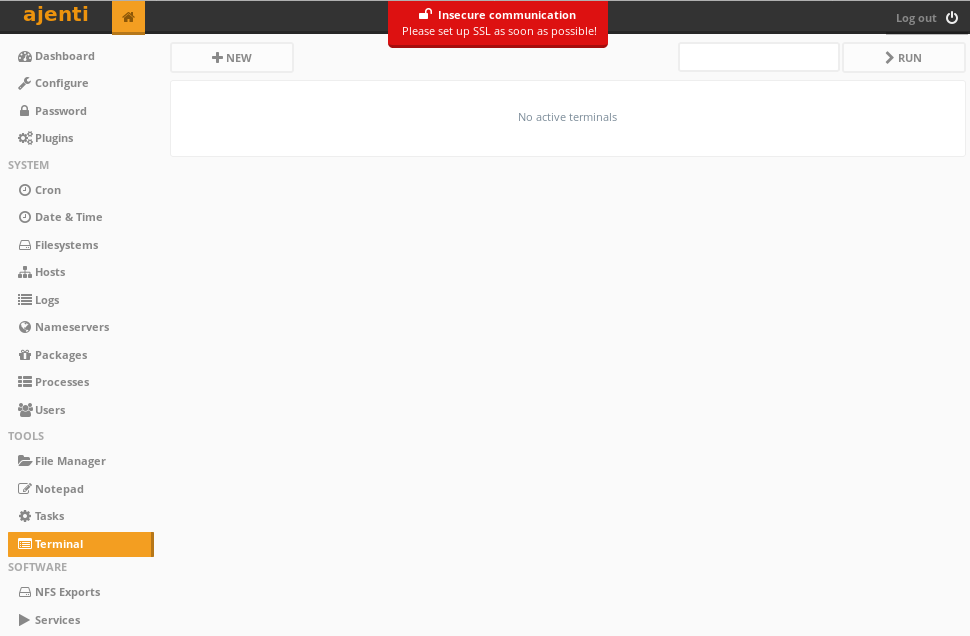 ajenti
Insecure communication
Please set up SSL as soon as possible!
Log out
Dashboard
Configure
Password
Plugins
SYSTEM
Cron
Date & Time
Filesystems
Hosts
Logs
Nameservers
Packages
Processes
Users
TOOLS
File Manager
Notepad
Tasks
Terminal
SOFTWARE
NFS Exports
Services
NEW
RUN
No active terminals